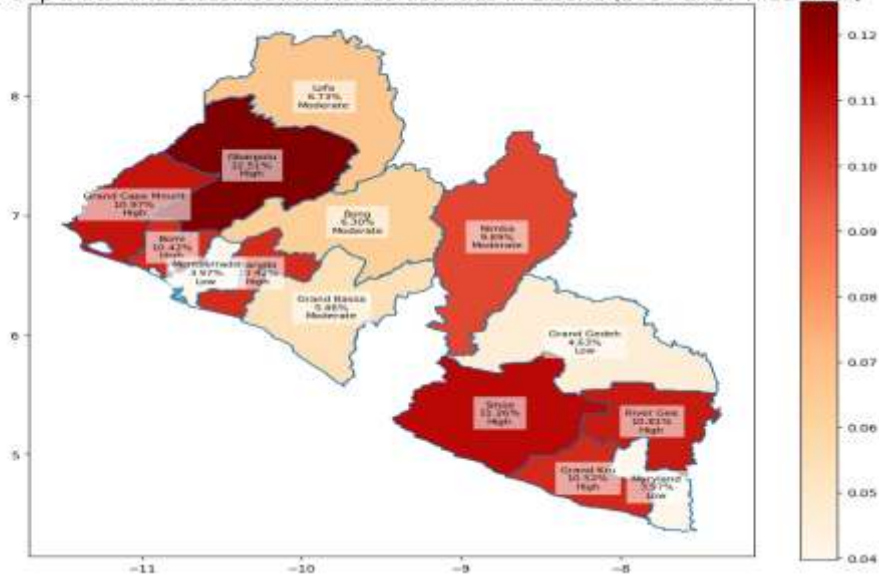 0.12
8
Lofa
6.73%
Moderate
0.11
Gbarpolu
12.51%
High
0.10
Grand Cape Mount
10.97%
High
7
Bong
6.30%
Moderate
Nimba
9.89%
Moderate
0.09
Bomi
10.42%
High
Montserrado
3.97%
Low
High
Grand Bassa
Moderate
0.08
6
Grand Gedeh
4.63%
Low
0.07
Sinoe
11.26%
High
River Gee
10.81%
High
0.06
5
Grand Kru
10.52%
High
Maryland
3.97%
Low
0.05
0.04
−11
−10
−9
−8